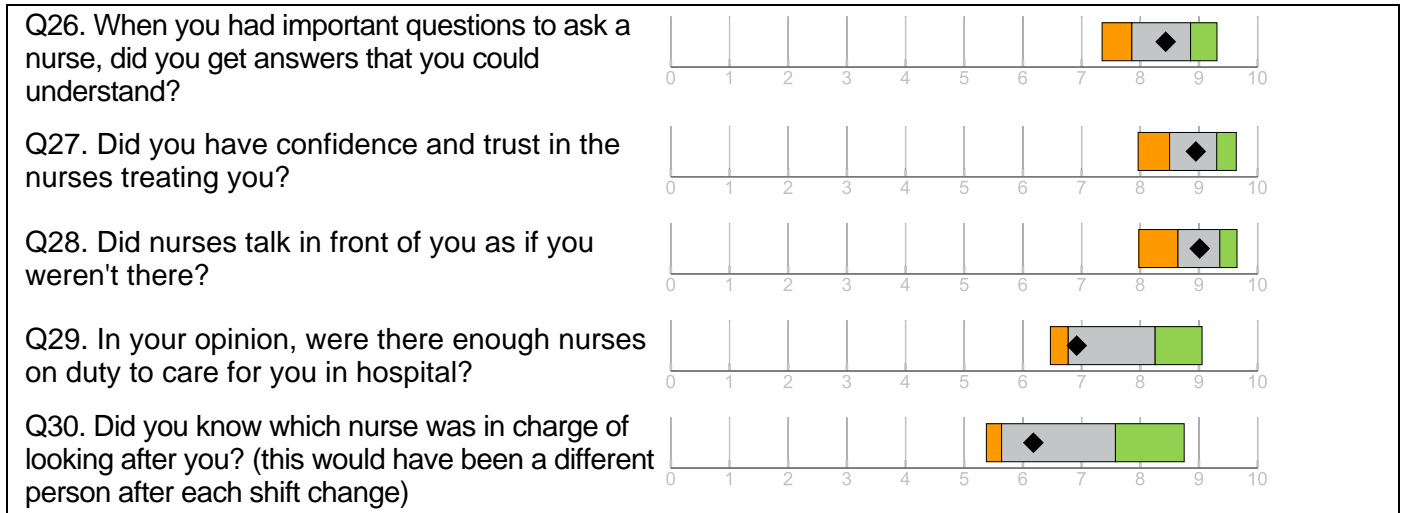 Q26. When you had important questions to ask a
nurse, did you get answers that you could
understand?
0 1 2 3 4 5 6 7 8 9 10
Q27. Did you have confidence and trust in the
nurses treating you?
0 1 2 3 4 5 6 7 8 9 10
Q28. Did nurses talk in front of you as if you
weren't there?
0 1 2 3 4 5 6 7 8 9 10
Q29. In your opinion, were there enough nurses
on duty to care for you in hospital?
0 1 2 3 4 5 6 7 8 9 10
Q30. Did you know which nurse was in charge of
looking after you? (this would have been a different
person after each shift change)
0 1 2 3 4 5 6 7 8 9 10